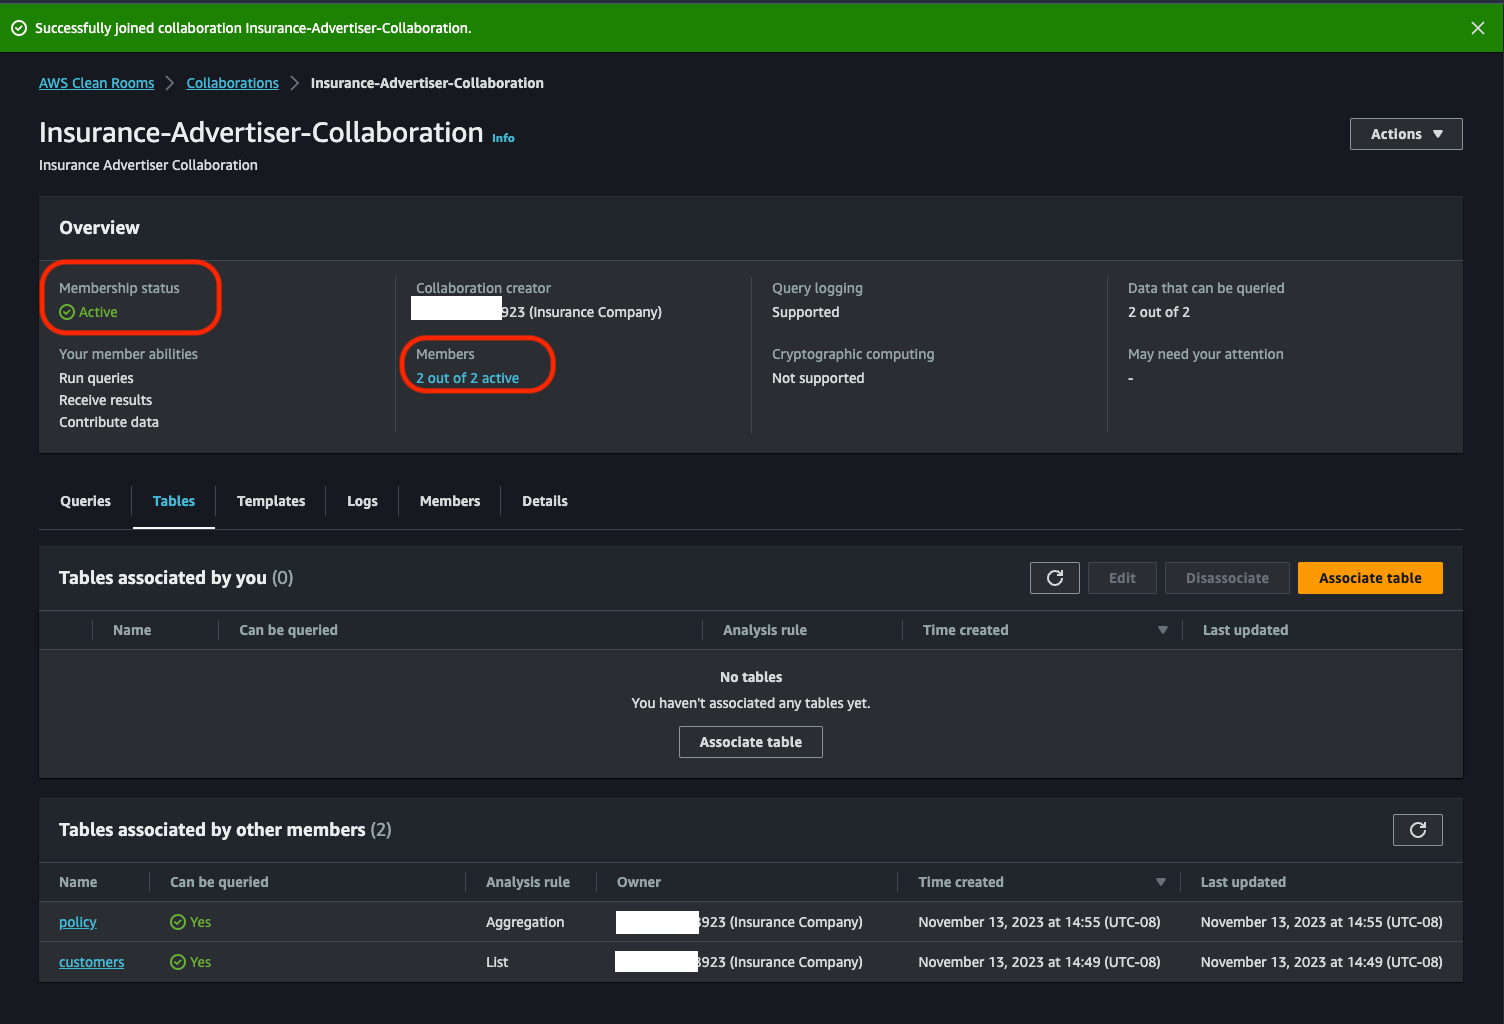 Successfully joined collaboration Insurance-Advertiser-Collaboration.
AWS Clean Rooms > Collaborations > Insurance-Advertiser-Collaboration
Insurance-Advertiser-Collaboration Info
Actions
Insurance Advertiser Collaboration
Overview
Membership status
Active
Your member abilities
Run queries
Receive results
Contribute data
Collaboration creator
923 (Insurance Company)
Members
2 out of 2 active
Query logging
Supported
Cryptographic computing
Not supported
Data that can be queried
2 out of 2
May need your attention
-
Queries Tables Templates Logs Members Details
Tables associated by you (0)
Edit Disassociate Associate table
Name Can be queried Analysis rule Time created Last updated
No tables
You haven't associated any tables yet.
Associate table
Tables associated by other members (2)
Name Can be queried Analysis rule Owner Time created Last updated
policy Yes Aggregation 923 (Insurance Company) November 13, 2023 at 14:55 (UTC-08) November 13, 2023 at 14:55 (UTC-08)
customers Yes List 923 (Insurance Company) November 13, 2023 at 14:49 (UTC-08) November 13, 2023 at 14:49 (UTC-08)